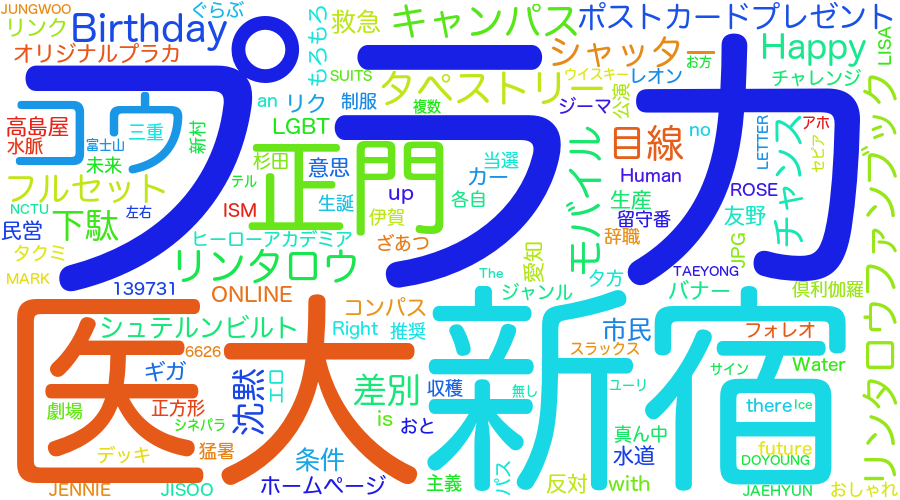 JUNGWOO
ぐらぶ
もろもろ
救急
キャンパス
ポストカードプレゼント
リンク
Birthday
オリジナルプラカ
シャッター
Happy
LISA
SUITS
タペストリー
ウイスキー
レオン
お方
チャレンジ
プラカ
コウ
an
リク
制服
複数
ジーマ
公演
アホ
高島屋
三重
新村
LGBT
正門
目線
no
LETTER
チャンス
セピア
水脈
富士山
未来
杉田
意思
当選
カー
モバイル
Human
ROSE
フルセット
テル
生誕
up
各自
生産
NCTU
左右
下駄
ISM
伊賀
留守番
友野
JPG
民営
ヒーローアカデミア
ざあつ
辞職
タクミ
リンタロウ
愛知
夕方
TAEYONG
MARK
The
ジャンル
バナー
倶利伽羅
139731
ONLINE
コンパス
リンタロウファンブック
医大
新宿
シュテルンビルト
Right
推奨
市民
フォレオ
6626
スラックス
ギガ
沈黙
エロ
差別
収穫
無し
ユーリ
サイン
Water
劇場
正方形
シネパラ
is
おと
there
Ice
真ん中
デッキ
猛暑
条件
水道
future
DOYOUNG
JENNIE
JISOO
ホームページ
主義
パス
反対
with
JAEHYUN
おしゃれ